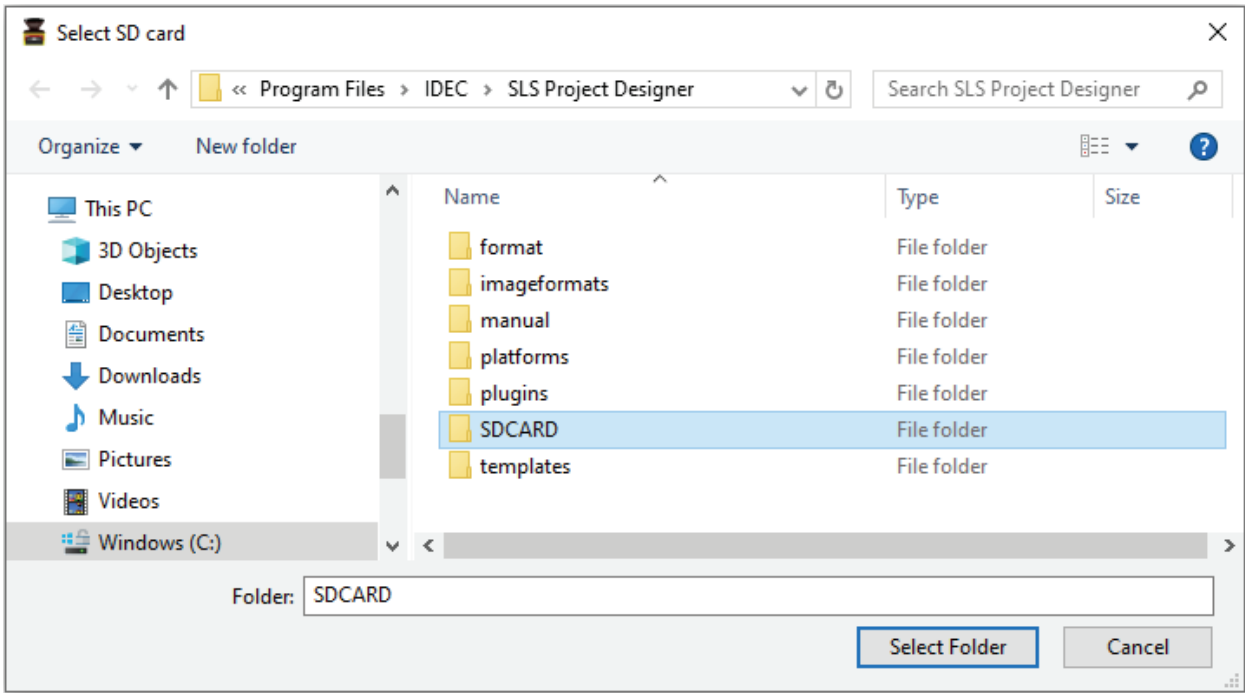 Select SD card
« Program Files › IDEC › SLS Project Designer
Search SLS Project Designer
Organize New folder
Name Type Size
This PC
3D Objects
Desktop
Documents
Downloads
Music
Pictures
Videos
Windows (C:)
format File folder
imageformats File folder
manual File folder
platforms File folder
plugins File folder
SDCARD File folder
templates File folder
Folder: SDCARD
Select Folder Cancel